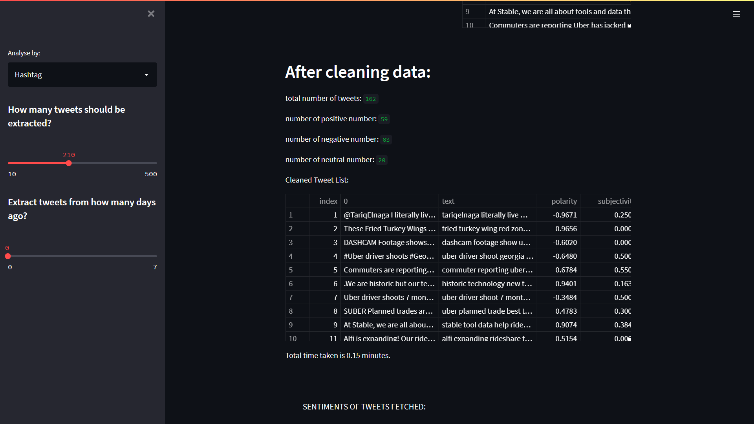 Analyse by:
Hashtag
How many tweets should be
extracted?
210
10 500
Extract tweets from how many days
ago?
0
0 7
9 At Stable, we are all about tools and data th
10 Commuters are reporting Uber has jacked
After cleaning data:
total number of tweets: 162
number of positive number: 59
number of negative number: 83
number of neutral number: 20
Cleaned Tweet List:
index 0 text polarity subjectivit
1 1 @TariqElnaga I literally liv... tariqelnaga literally live ... -0.9671 0.250
2 2 These Fried Turkey Wings ... fried turkey wing red zon... 0.9656 0.000
3 3 DASHCAM Footage shows... dashcam footage show u... -0.6020 0.000
4 4 #Uber driver shoots #Geo... uber driver shoot georgia ... -0.6480 0.500
5 5 Commuters are reporting... commuter reporting uber... 0.6784 0.550
6 6 .We are historic but our te... historic technology new t... 0.9401 0.163
7 7 Uber driver shoots 7 mont... uber driver shoot 7 mont... -0.3484 0.500
8 8 $UBER Planned trades ar... uber planned trade best t... 0.4783 0.300
9 9 At Stable, we are all abou... stable tool data help ride... 0.9074 0.384
10 11 Alfi is expanding! Our ride... alfi expanding rideshare t... 0.5154 0.000
Total time taken is 0.15 minutes.
SENTIMENTS OF TWEETS FETCHED: